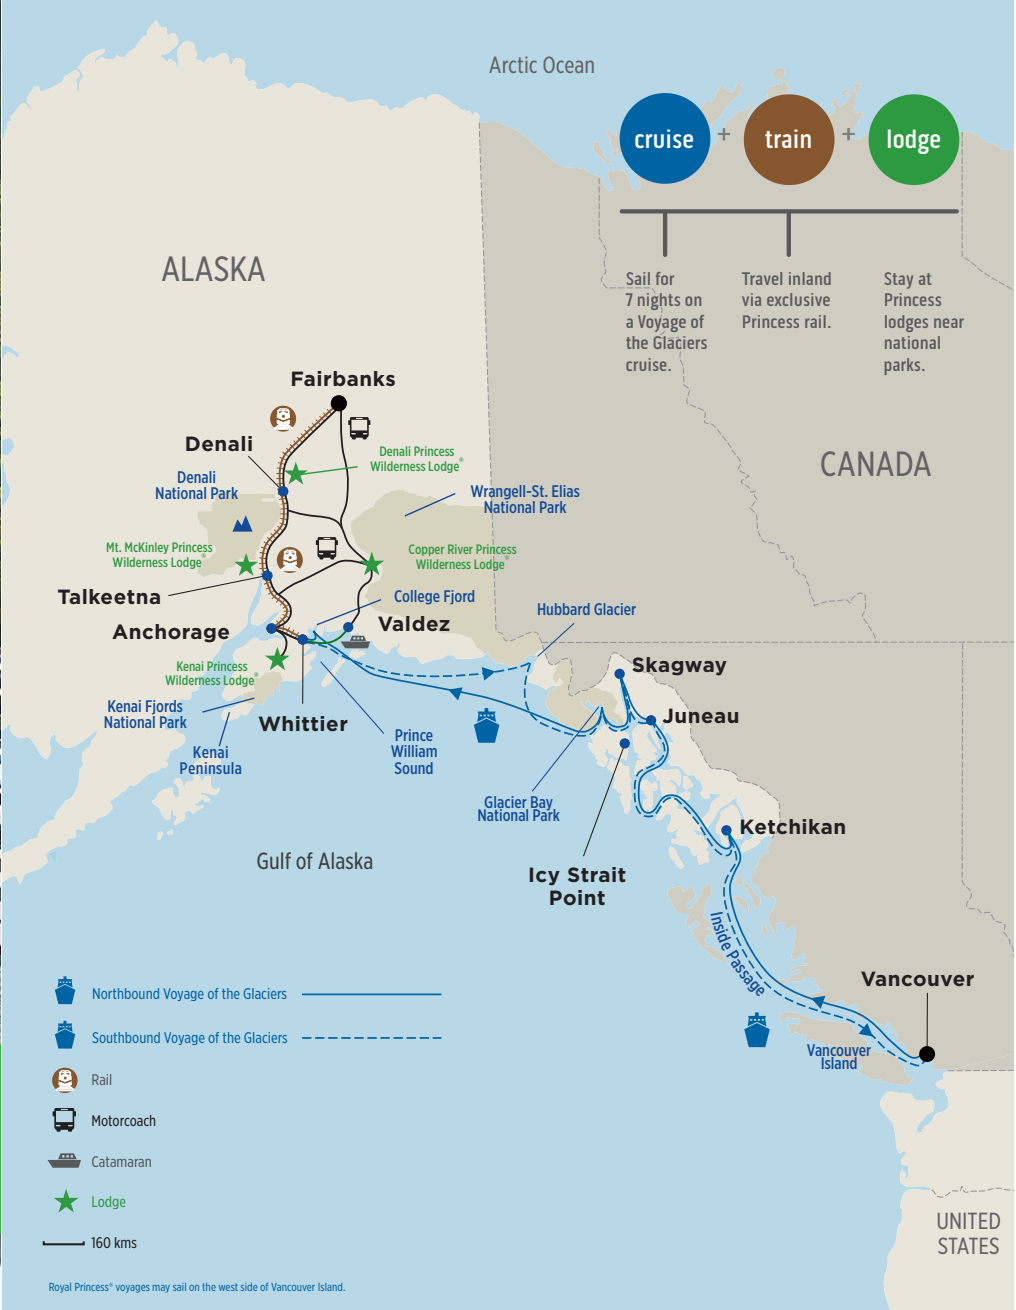 Arctic Ocean
cruise + train + lodge
Sail for
7 nights on
a Voyage of
the Glaciers
cruise.
Travel inland
via exclusive
Princess rail.
Stay at
Princess
lodges near
national
parks.
ALASKA
CANADA
Fairbanks
Denali
Denali Princess
Wilderness Lodge®
Denali
National Park
Wrangell-St. Elias
National Park
Mt. McKinley Princess
Wilderness Lodge®
Copper River Princess
Wilderness Lodge®
Talkeetna
College Fjord
Hubbard Glacier
Anchorage
Valdez
Kenai Princess
Wilderness Lodge®
Skagway
Kenai Fjords
National Park
Whittier
Juneau
Kenai
Peninsula
Prince
William
Sound
Glacier Bay
National Park
Ketchikan
Gulf of Alaska
Icy Strait
Point
Inside Passage
Vancouver
Vancouver
Island
Northbound Voyage of the Glaciers
Southbound Voyage of the Glaciers
Rail
Motorcoach
Catamaran
Lodge
160 kms
UNITED
STATES
Royal Princess® voyages may sail on the west side of Vancouver Island.